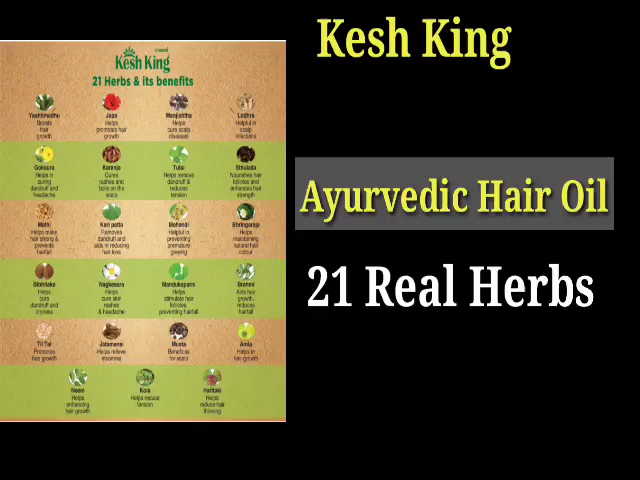 Kesh King
Ayurvedic Hair Oil
21 Real Herbs
Kesh King
21 Herbs & its benefits
Yashtimadhu
Boosts
hair
growth
Japa
Helps
promotes hair
growth
Manjishtha
Helps
cure scalp
diseases
Lodhra
Helpful in
scalp
infections
Goksura
Helps in
curing
dandruff and
headache
Karanja
Cures
rashes and
boils on the
scalp
Tulsi
Helps remove
dandruff &
reduces
tension
Sthulaila
Nourishes hair
follicles and
enhances hair
strength
Methi
Helps make
hair strong &
prevents
hairfall
Kari patta
Removes
dandruff and
aids in reducing
hair loss
Mehendi
Helpful in
preventing
premature
greying
Bhringaraja
Helps
maintaining
natural hair
colour
Bibhitaka
Helps
cure
dandruff and
dryness
Nagkesara
Helps
cure skin
rashes
& headache
Mandukaparni
Helps
stimulate hair
follicles,
preventing hairfall
Brahmi
Aids hair
growth,
reduces
hairfall
Til Tail
Promotes
hair growth
Jatamansi
Helps relieve
insomnia
Musta
Beneficial
for scalp
Amla
Helps in
hair growth
Neem
Helps
enhancing
hair growth
Kola
Helps reduce
tension
Haritaki
Helps
reduce hair
thinning